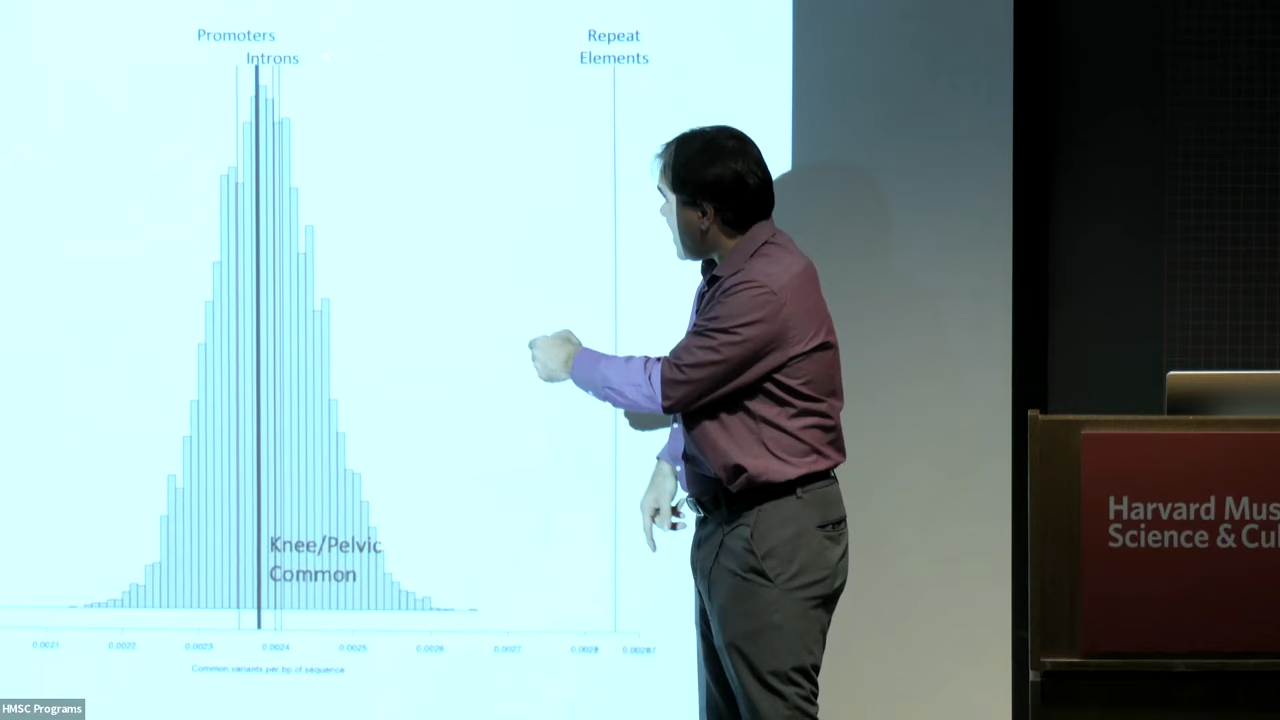 Promoters
Introns
Repeat
Elements
Knee/Pelvic
Common
0.0021 0.0022 0.0023 0.0024 0.0025 0.0026 0.0027 0.0028
Common variants per bp of sequence
Harvard Mus
Science & Cul
HMSC Programs